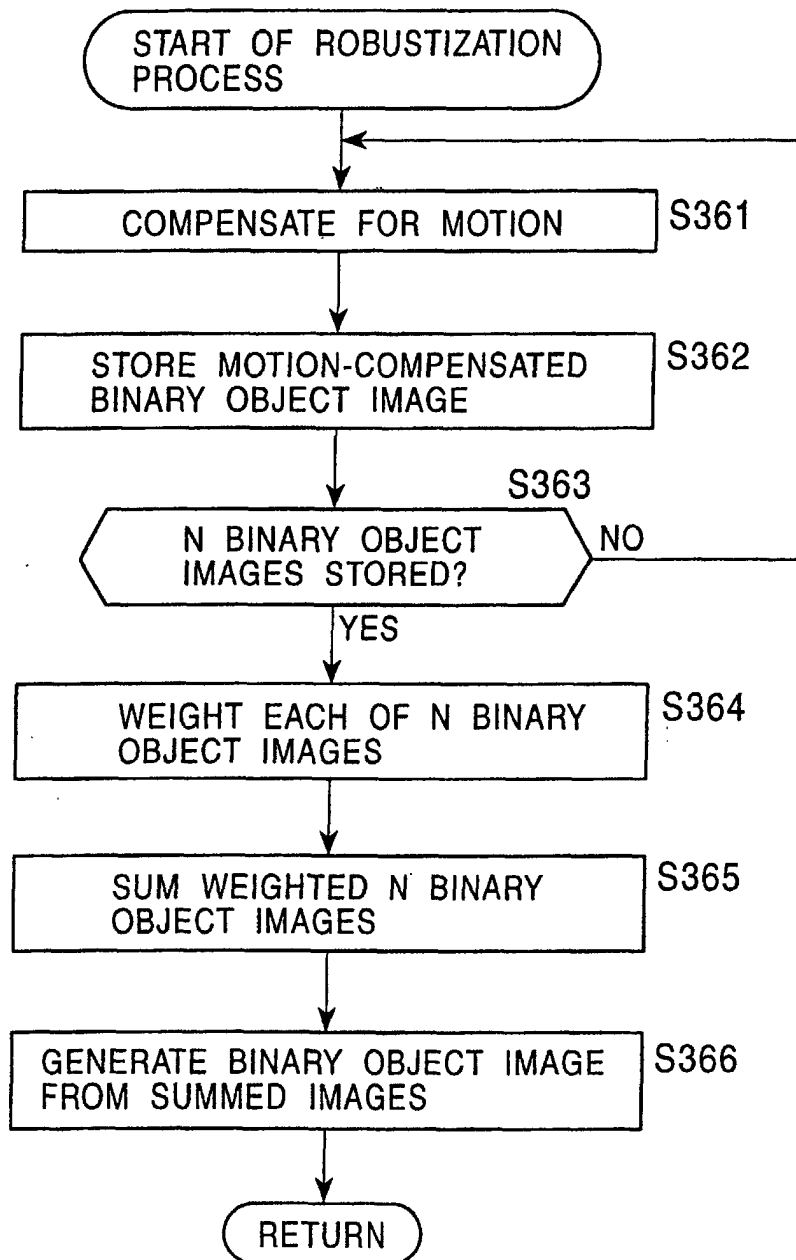 START OF ROBUSTIZATION
PROCESS
COMPENSATE FOR MOTION
S361
STORE MOTION-COMPENSATED
BINARY OBJECT IMAGE
S362
S363
N BINARY OBJECT
IMAGES STORED?
NO
YES
WEIGHT EACH OF N BINARY
OBJECT IMAGES
S364
SUM WEIGHTED N BINARY
OBJECT IMAGES
S365
GENERATE BINARY OBJECT IMAGE
FROM SUMMED IMAGES
S366
RETURN